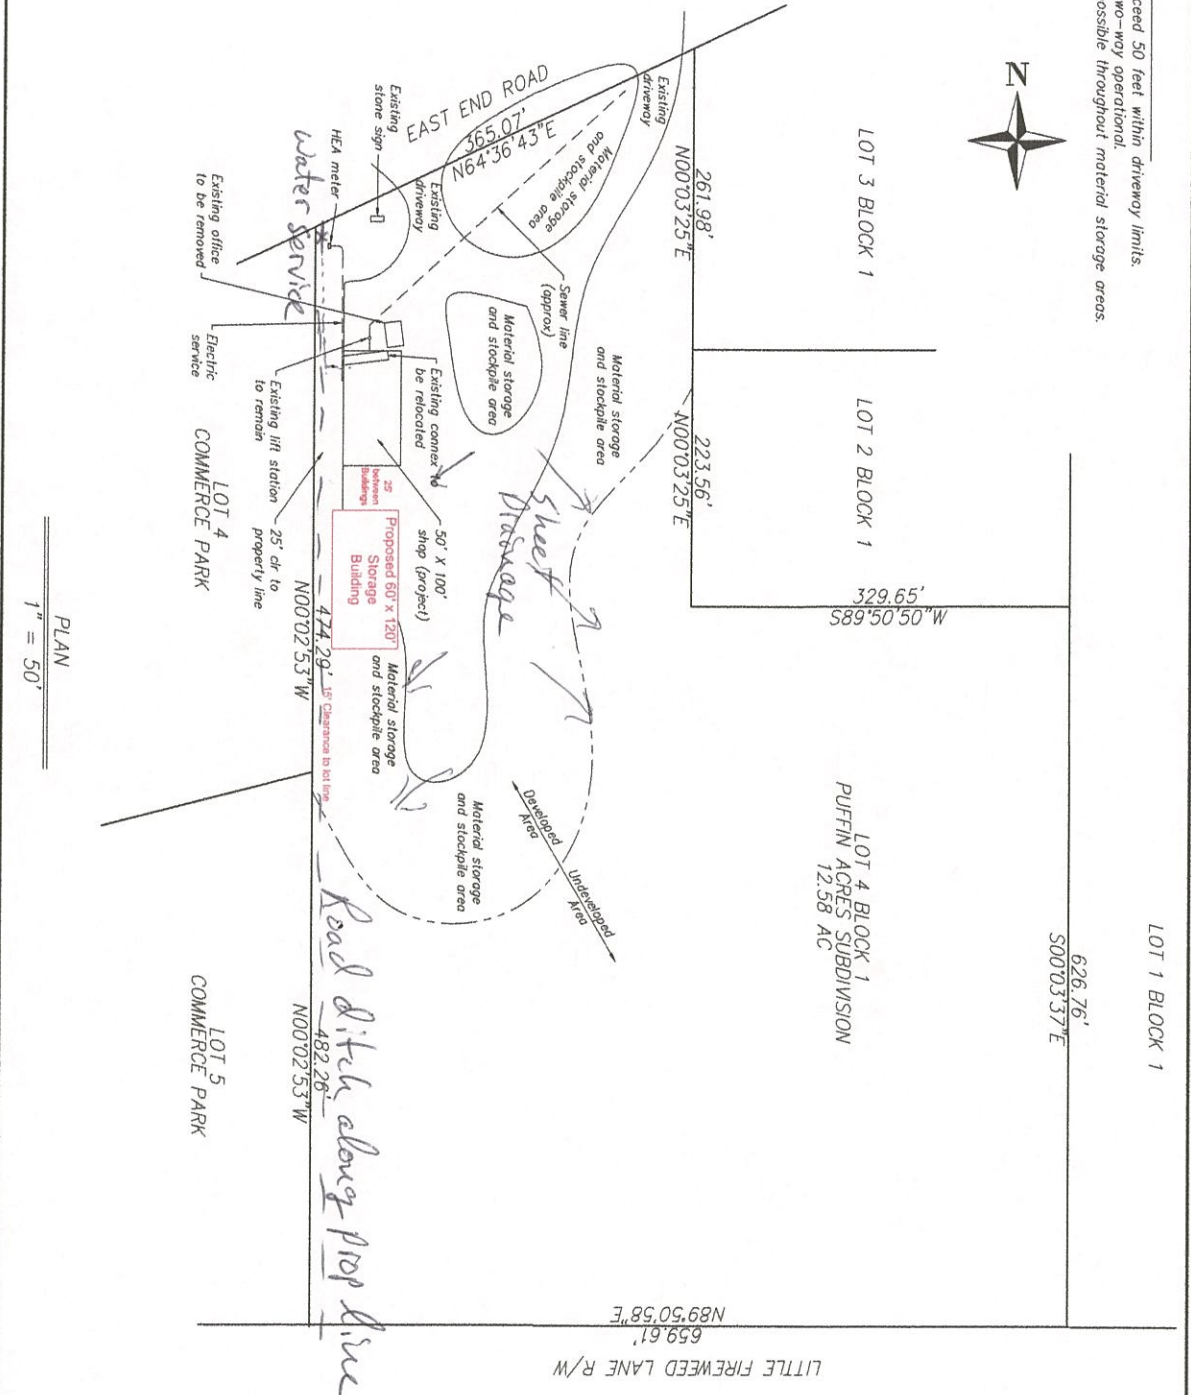 ceed 50 feet within driveway limits.
wo-way operational.
ossible throughout material storage areas.
N
LOT 3 BLOCK 1
LOT 2 BLOCK 1
LOT 1 BLOCK 1
261.98'
N00°03'25"E
223.56'
N00°03'25"E
329.65'
S89°50'50"W
626.76'
S00°03'37"E
LOT 4 BLOCK 1
PUFFIN ACRES SUBDIVISION
12.58 AC
EAST END ROAD
365.07'
N64°36'43"E
Existing
driveway
Material storage
and stockpile area
Existing
stone sign
Existing
driveway
HEA meter
Water service
Sewer line
(approx)
Material storage
and stockpile area
Material storage
and stockpile area
Existing office
to be removed
Electric
service
Existing connex to
be relocated
Existing lift station
to remain
25' clr to
property line
50' X 100'
shop (project)
25'
between
Buildings
Proposed 60' x 120'
Storage
Building
15' Clearance to lot line
Sheet
Drainage
Material storage
and stockpile area
Material storage
and stockpile area
Developed
Area
Undeveloped
Area
474.29'
N00°02'53"W
LOT 4
COMMERCE PARK
Road ditch along prop line
482.26'
N00°02'53"W
LOT 5
COMMERCE PARK
N89°50'58"E
659.61'
LITTLE FIREWEED LANE R/W
PLAN
1" = 50'